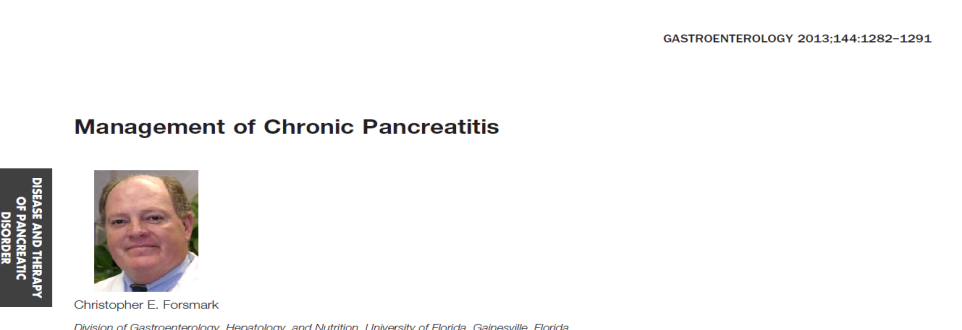 GASTROENTEROLOGY 2013;144:1282–1291
Management of Chronic Pancreatitis
DISEASE AND THERAPY
OF PANCREATIC
DISORDER
Christopher E. Forsmark
Division of Gastroenterology, Hepatology, and Nutrition, University of Florida, Gainesville, Florida